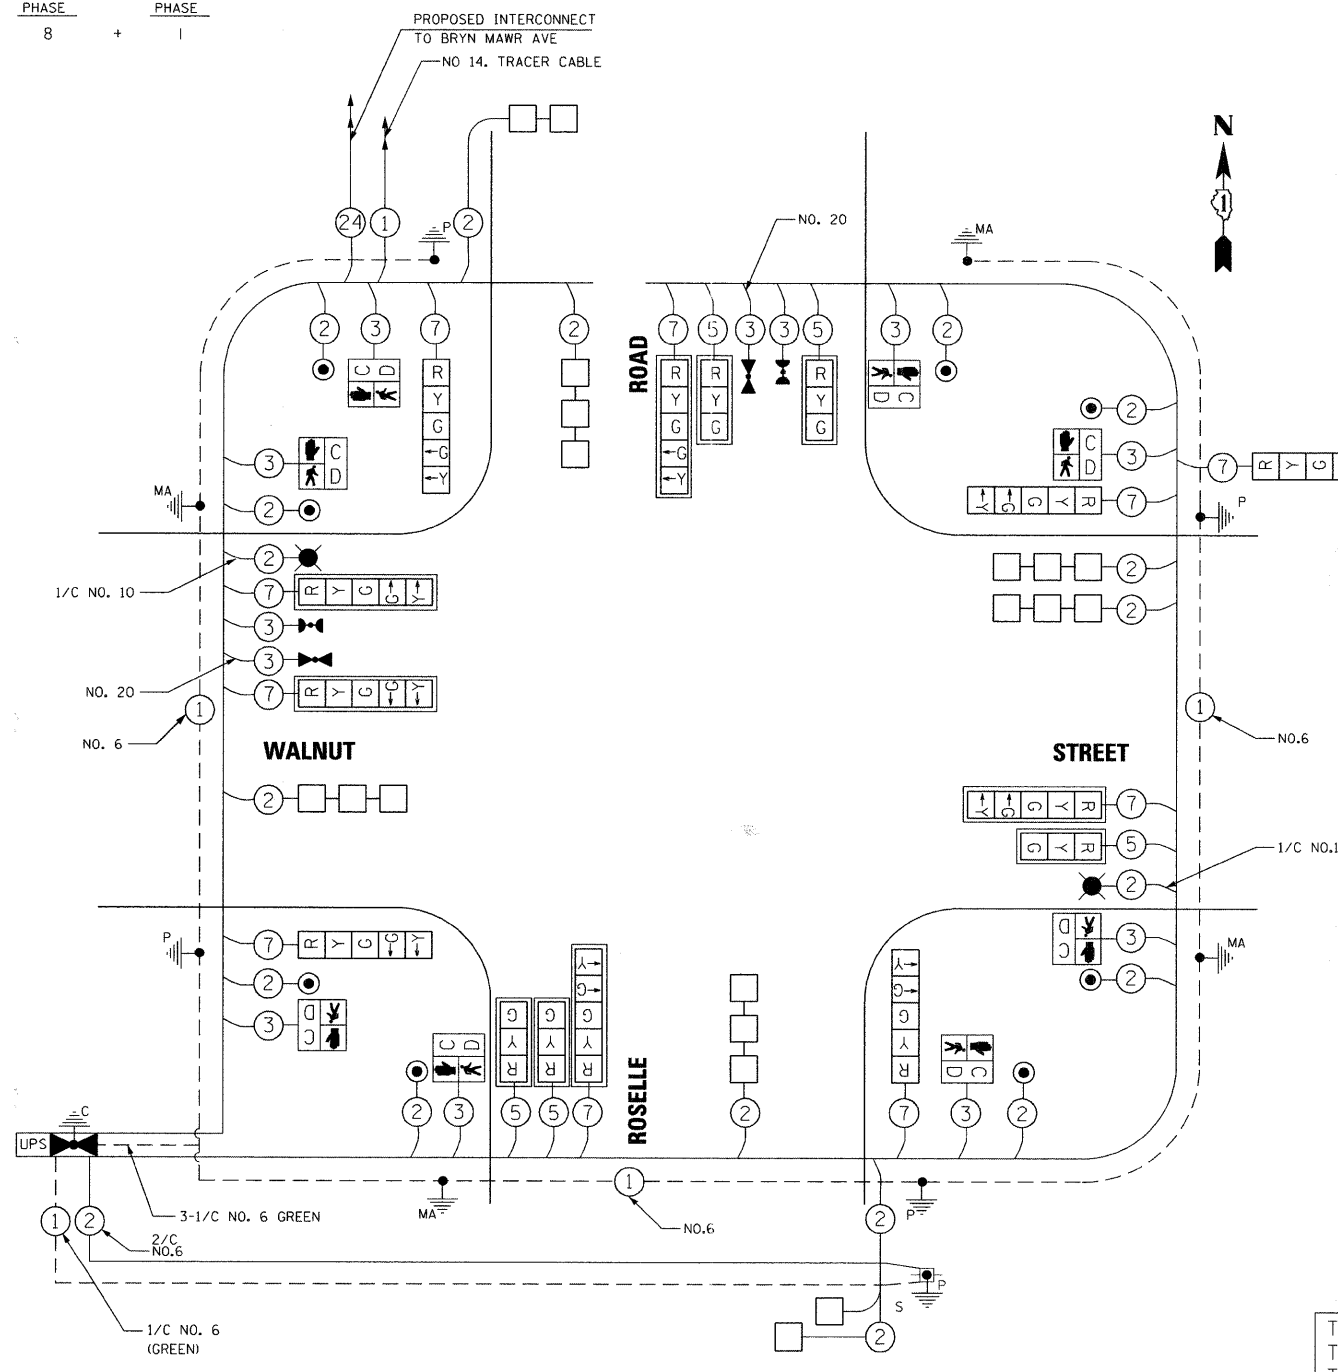 PHASE PHASE
8 + 1
PROPOSED INTERCONNECT
TO BRYN MAWR AVE
NO 14. TRACER CABLE
N
1
24 1 P 2
NO. 20
MA
2 3 7 2 7 5 3 3 5 3 2
C D
R Y G ←G ←Y
ROAD
R Y G ←G ←Y
R Y G
R Y G
C D
2
3 C D
3 C D
7 R Y G
MA
2
R Y G G Y 7
P
2
1/C NO. 10
7 R Y G G Y
2
3
2
3
NO. 20
7 R Y G G Y
1
NO. 6
1
NO.6
WALNUT
STREET
2
R Y G G Y 7
R Y G 5
1/C NO.1
2
P
7 R Y G G Y
C D 3
MA
2
2
3 C D
C D
R Y G
R Y G
R Y G G Y
ROSELLE
R Y G G Y
C D
2 3 5 5 7 2 7 3 2
C
UPS
MA
1
P
NO.6
3-1/C NO. 6 GREEN
1 2
2/C
NO.6
2
P
S
2
1/C NO. 6
(GREEN)
T
T
T